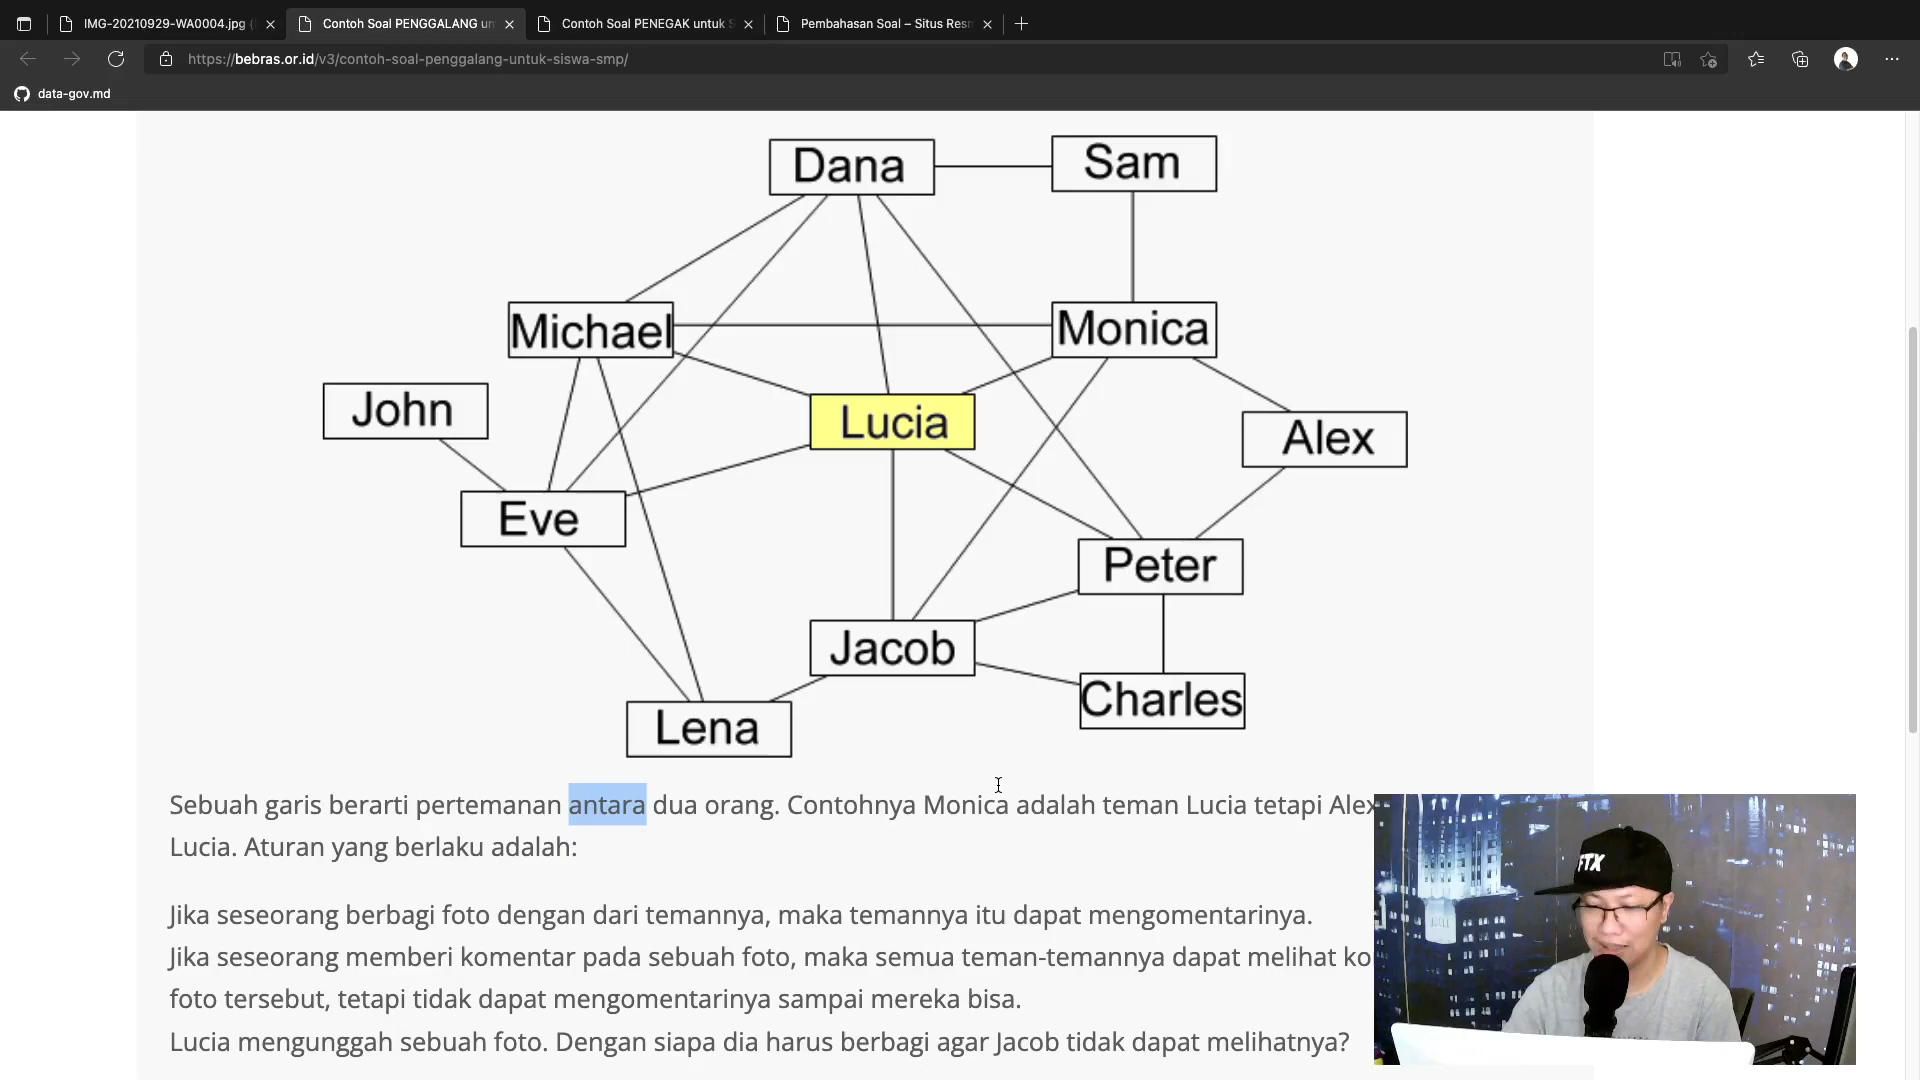 IMG-20210929-WA0004.jpg
Contoh Soal PENGGALANG un
Contoh Soal PENEGAK untuk S
Pembahasan Soal – Situs Resm
https://bebras.or.id/v3/contoh-soal-penggalang-untuk-siswa-smp/
data-gov.md
Dana
Sam
Michael
Monica
John
Lucia
Alex
Eve
Peter
Jacob
Charles
Lena
Sebuah garis berarti pertemanan antara dua orang. Contohnya Monica adalah teman Lucia tetapi Alex
Lucia. Aturan yang berlaku adalah:
Jika seseorang berbagi foto dengan dari temannya, maka temannya itu dapat mengomentarinya.
Jika seseorang memberi komentar pada sebuah foto, maka semua teman-temannya dapat melihat ko
foto tersebut, tetapi tidak dapat mengomentarinya sampai mereka bisa.
Lucia mengunggah sebuah foto. Dengan siapa dia harus berbagi agar Jacob tidak dapat melihatnya?
FTX